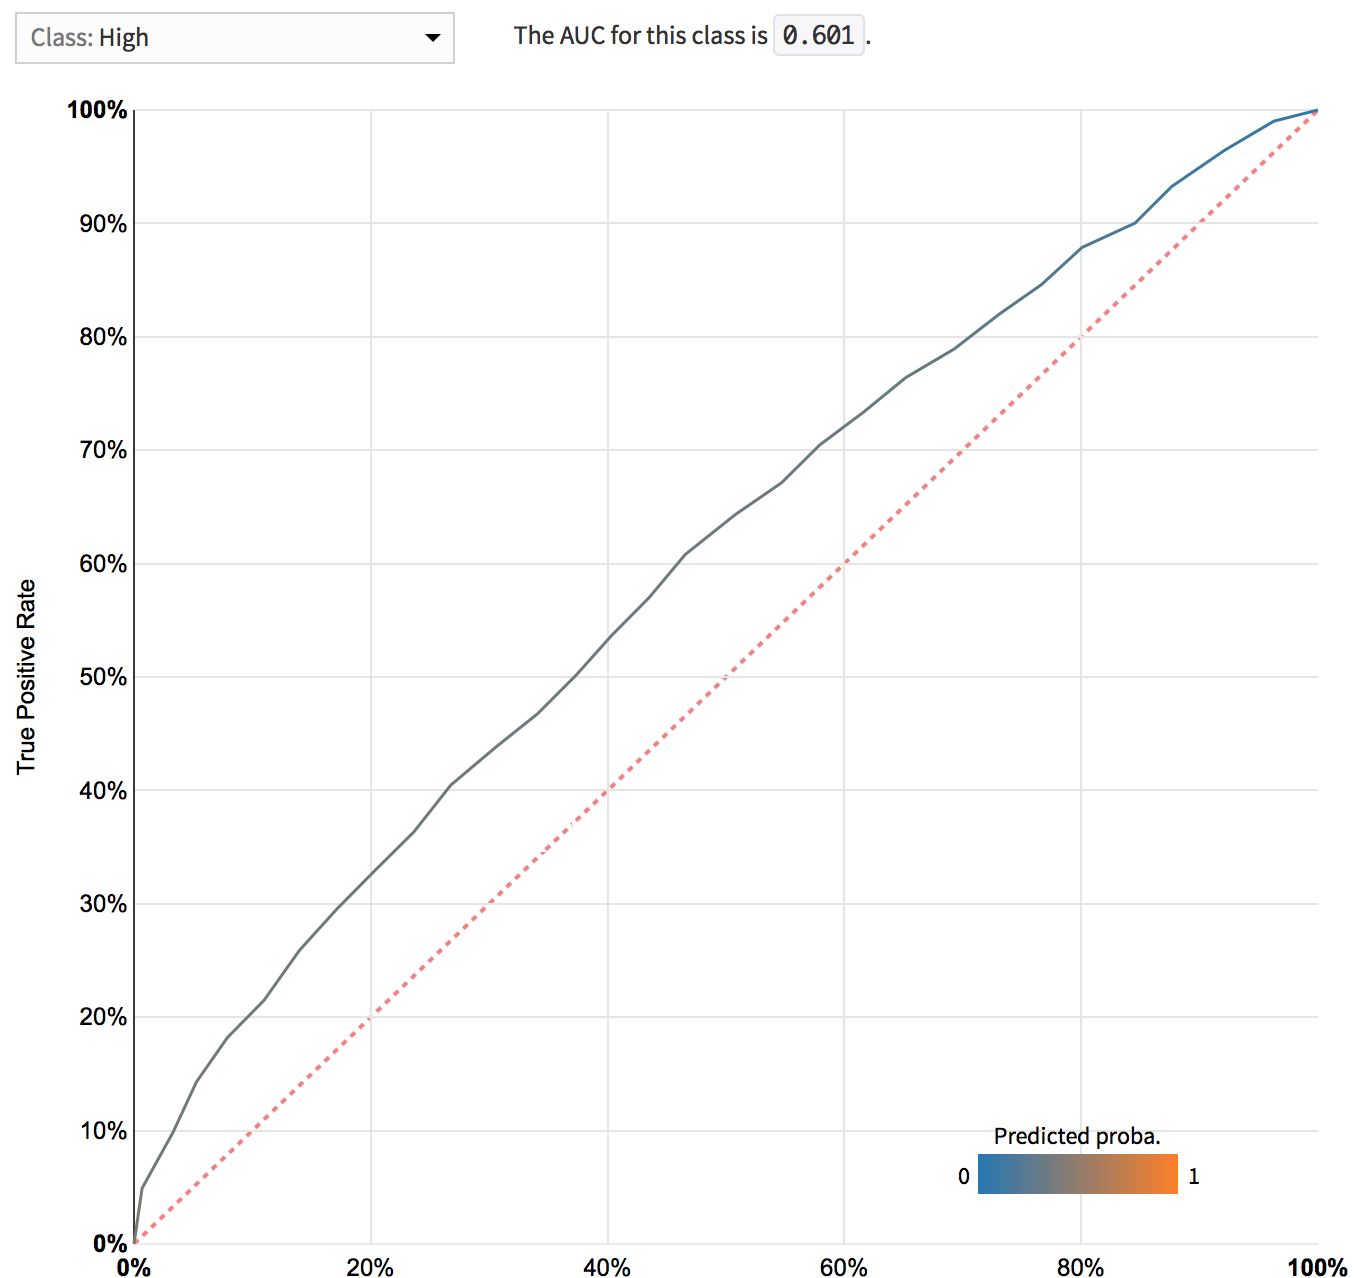 Class: High
The AUC for this class is 0.601.
100%
90%
80%
70%
60%
50%
40%
30%
20%
10%
0%
True Positive Rate
Predicted proba.
0 1
0% 20% 40% 60% 80% 100%